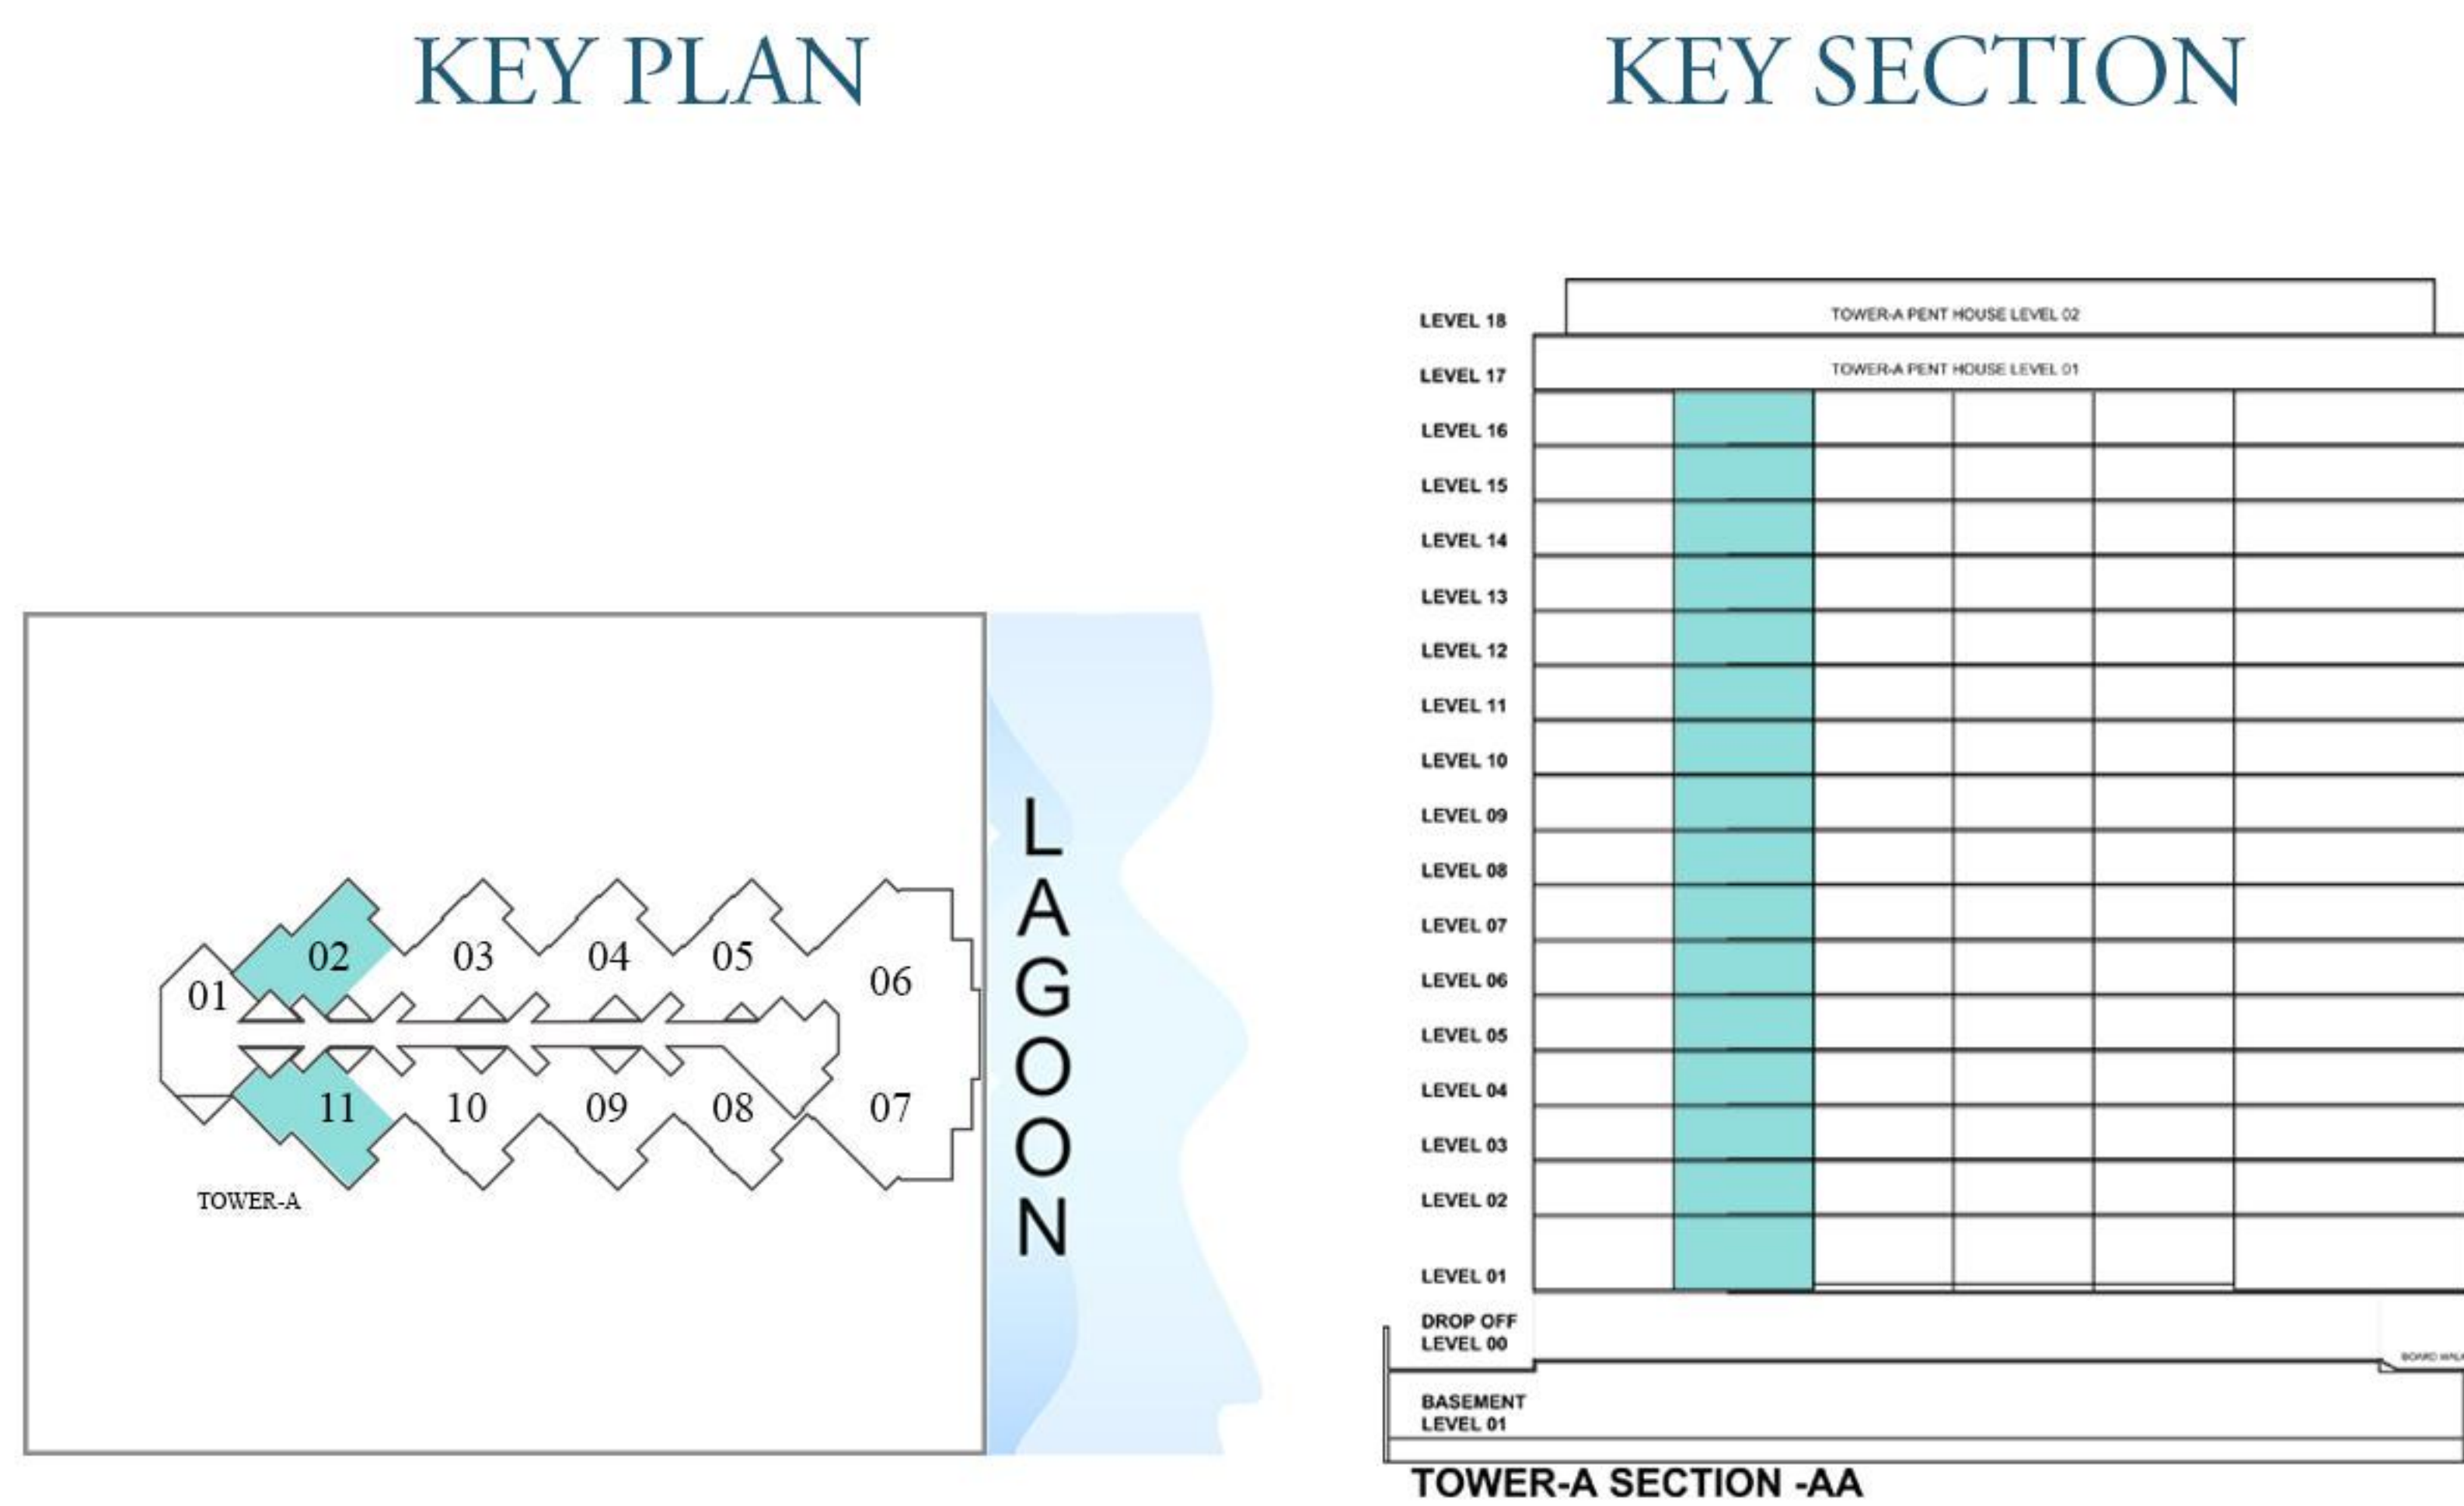 KEY PLAN
KEY SECTION
LEVEL 18
TOWER-A PENT HOUSE LEVEL 02
LEVEL 17
TOWER-A PENT HOUSE LEVEL 01
LEVEL 16
LEVEL 15
LEVEL 14
LEVEL 13
LEVEL 12
LEVEL 11
LEVEL 10
LEVEL 09
LEVEL 08
LEVEL 07
LEVEL 06
LEVEL 05
LEVEL 04
LEVEL 03
LEVEL 02
LEVEL 01
DROP OFF
LEVEL 00
BOARD
BASEMENT
LEVEL 01
TOWER-A SECTION -AA
01
02
03
04
05
06
11
10
09
08
07
TOWER-A
LAGOON